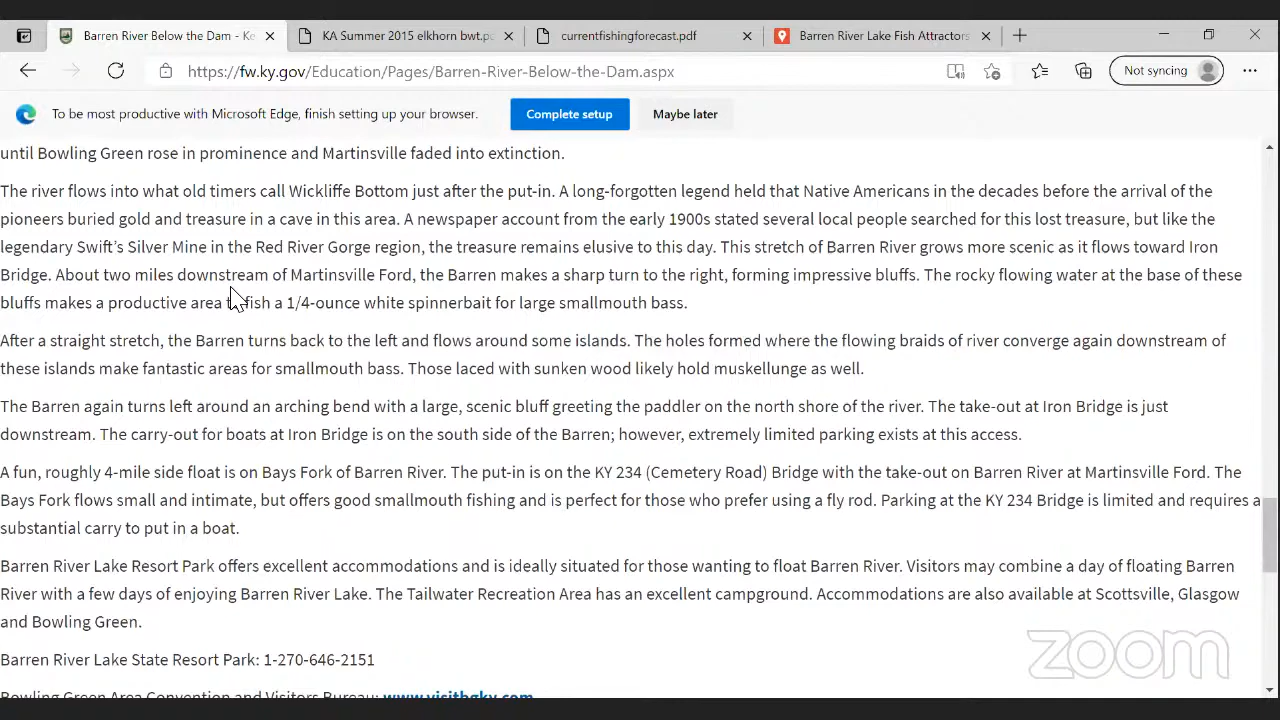 Barren River Below the Dam - Ke
KA Summer 2015 elkhorn bwt.pd
currentfishingforecast.pdf
Barren River Lake Fish Attractors
https://fw.ky.gov/Education/Pages/Barren-River-Below-the-Dam.aspx
Not syncing
To be most productive with Microsoft Edge, finish setting up your browser.
Complete setup
Maybe later
until Bowling Green rose in prominence and Martinsville faded into extinction.
The river flows into what old timers call Wickliffe Bottom just after the put-in. A long-forgotten legend held that Native Americans in the decades before the arrival of the
pioneers buried gold and treasure in a cave in this area. A newspaper account from the early 1900s stated several local people searched for this lost treasure, but like the
legendary Swift's Silver Mine in the Red River Gorge region, the treasure remains elusive to this day. This stretch of Barren River grows more scenic as it flows toward Iron
Bridge. About two miles downstream of Martinsville Ford, the Barren makes a sharp turn to the right, forming impressive bluffs. The rocky flowing water at the base of these
bluffs makes a productive area fish a 1/4-ounce white spinnerbait for large smallmouth bass.
After a straight stretch, the Barren turns back to the left and flows around some islands. The holes formed where the flowing braids of river converge again downstream of
these islands make fantastic areas for smallmouth bass. Those laced with sunken wood likely hold muskellunge as well.
The Barren again turns left around an arching bend with a large, scenic bluff greeting the paddler on the north shore of the river. The take-out at Iron Bridge is just
downstream. The carry-out for boats at Iron Bridge is on the south side of the Barren; however, extremely limited parking exists at this access.
A fun, roughly 4-mile side float is on Bays Fork of Barren River. The put-in is on the KY 234 (Cemetery Road) Bridge with the take-out on Barren River at Martinsville Ford. The
Bays Fork flows small and intimate, but offers good smallmouth fishing and is perfect for those who prefer using a fly rod. Parking at the KY 234 Bridge is limited and requires a
substantial carry to put in a boat.
Barren River Lake Resort Park offers excellent accommodations and is ideally situated for those wanting to float Barren River. Visitors may combine a day of floating Barren
River with a few days of enjoying Barren River Lake. The Tailwater Recreation Area has an excellent campground. Accommodations are also available at Scottsville, Glasgow
and Bowling Green.
Barren River Lake State Resort Park: 1-270-646-2151
Bowling Green Area Convention and Visitors Bureau: www.visitbgky.com
zoom